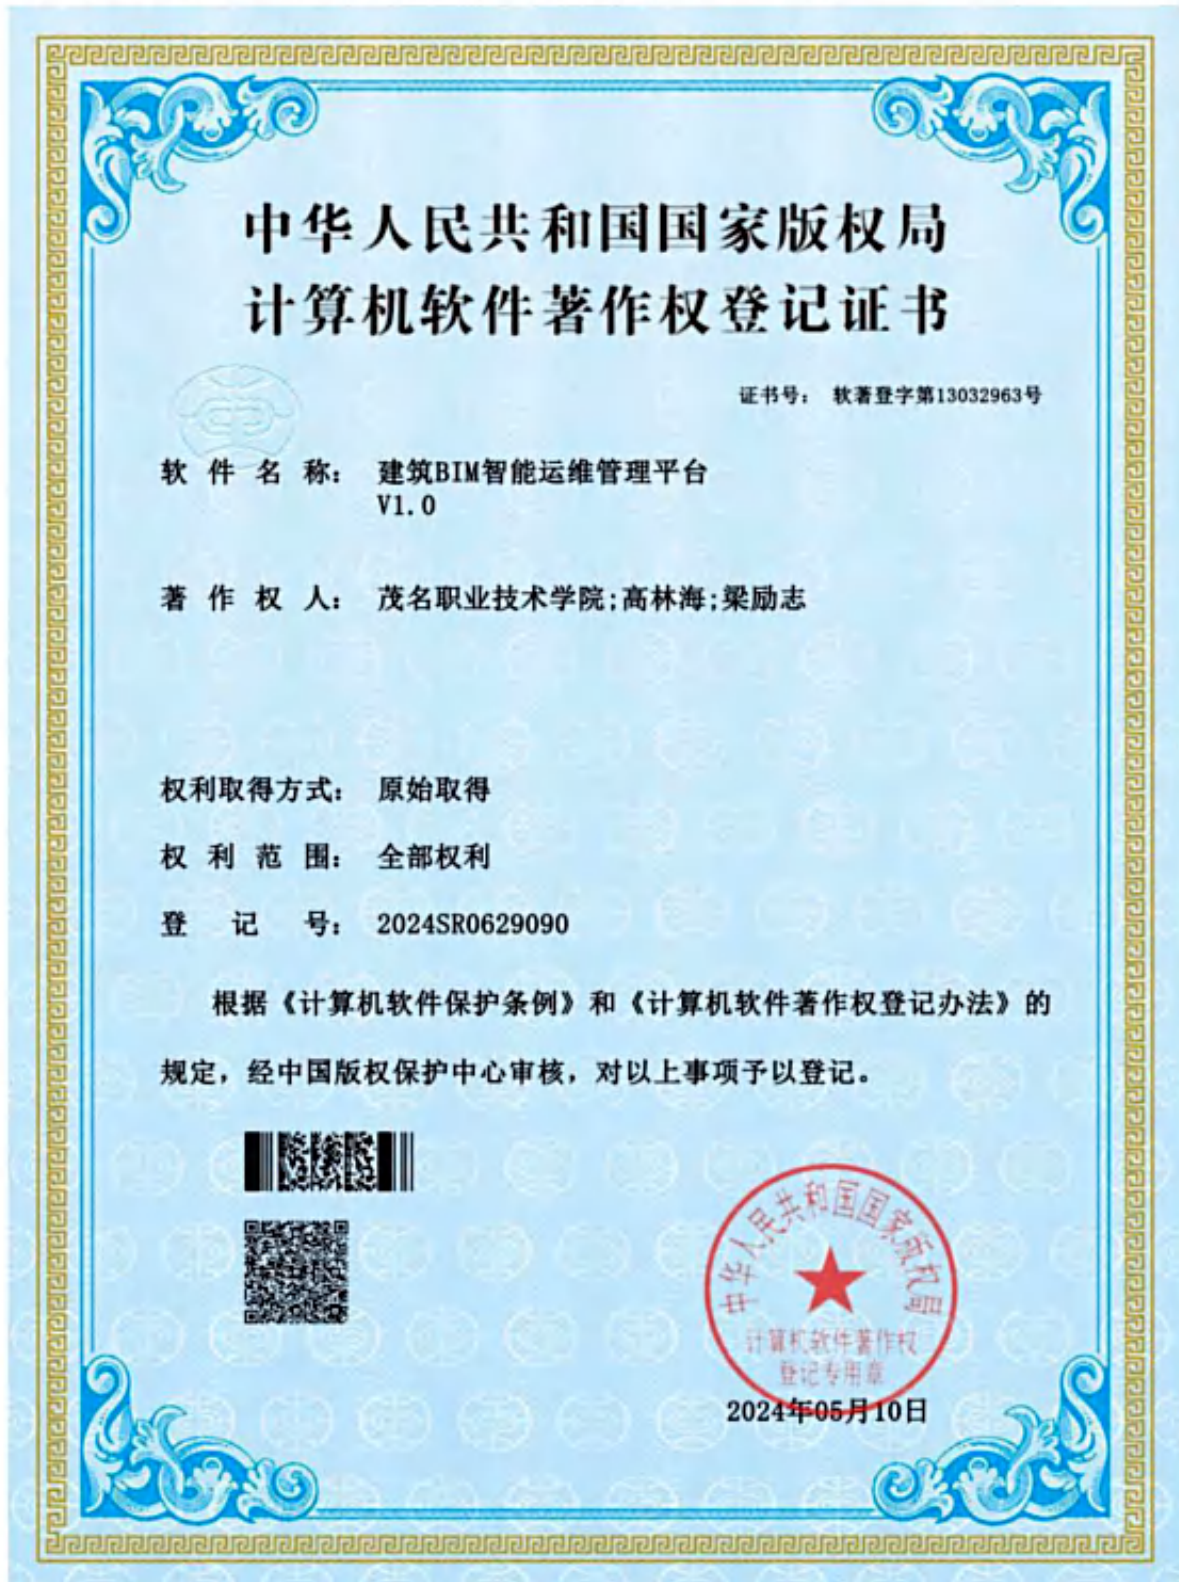 中华人民共和国国家版权局
计算机软件著作权登记证书
证书号： 软著登字第13032963号
软件名称： 建筑BIM智能运维管理平台
V1.0
著作权人： 茂名职业技术学院;高林海;梁励志
权利取得方式： 原始取得
权利范围： 全部权利
登记号： 2024SR0629090
根据《计算机软件保护条例》和《计算机软件著作权登记办法》的
规定，经中国版权保护中心审核，对以上事项予以登记。
中华人民共和国国家版权局
计算机软件著作权
登记专用章
2024年05月10日